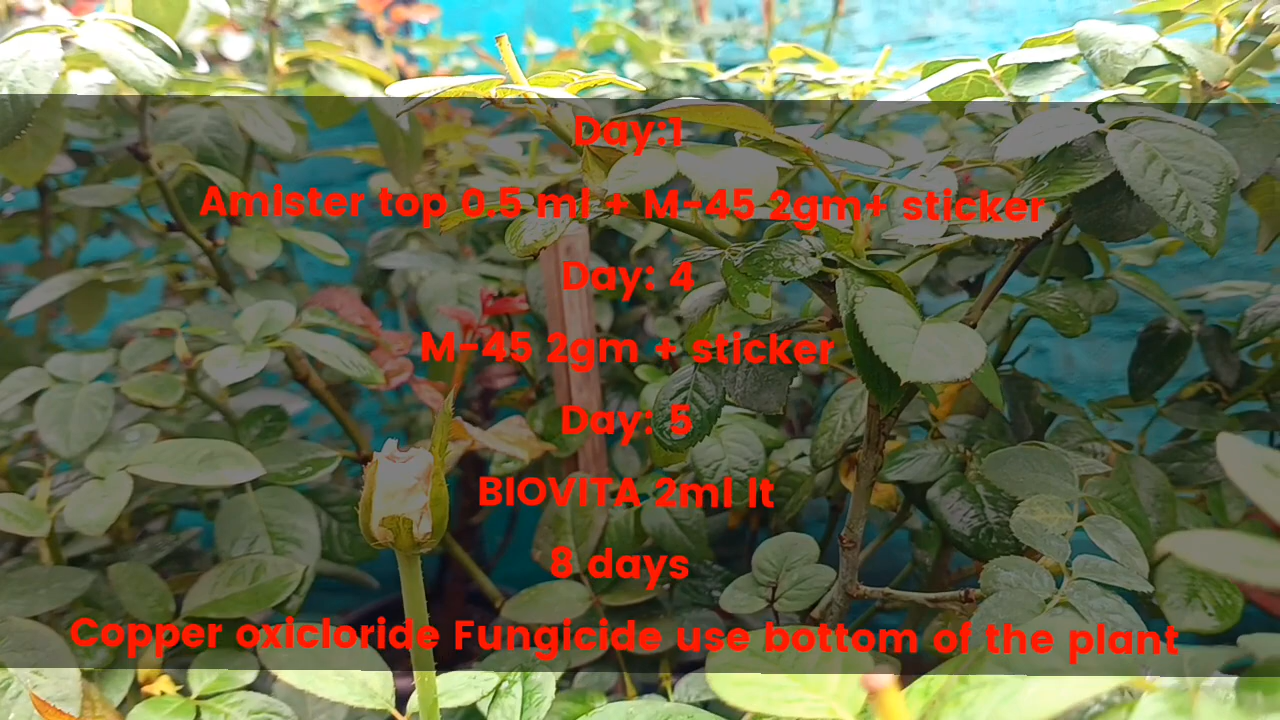 Day:1
Amister top 0.5 ml + M-45 2gm+ sticker
Day: 4
M-45 2gm + sticker
Day: 5
BIOVITA 2ml lt
8 days
Copper oxicloride Fungicide use bottom of the plant